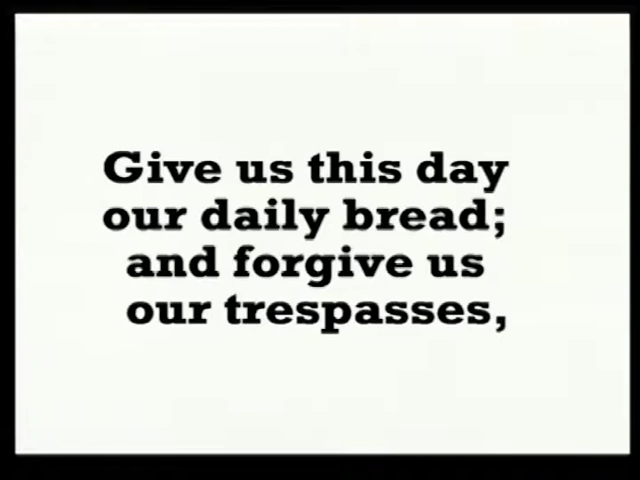 Give us this day
our daily bread;
and forgive us
our trespasses,